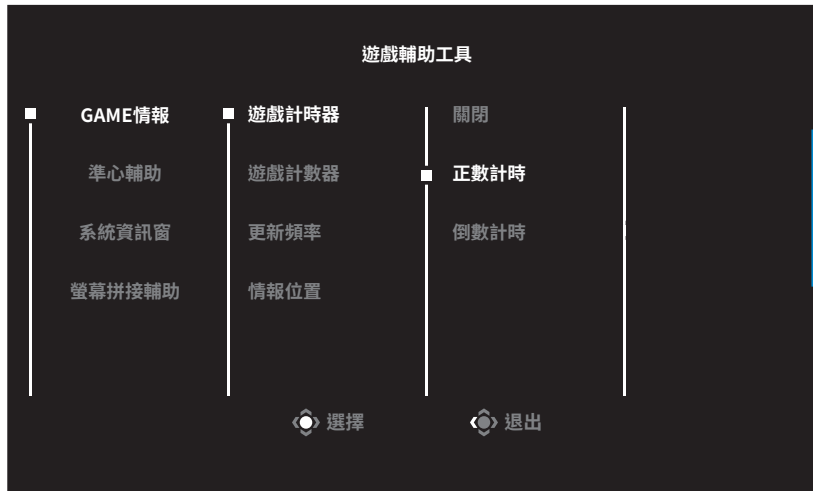 遊戲輔助工具
GAME情報
遊戲計時器
關閉
準心輔助
遊戲計數器
正數計時
系統資訊窗
更新頻率
倒數計時
螢幕拼接輔助
情報位置
選擇
退出